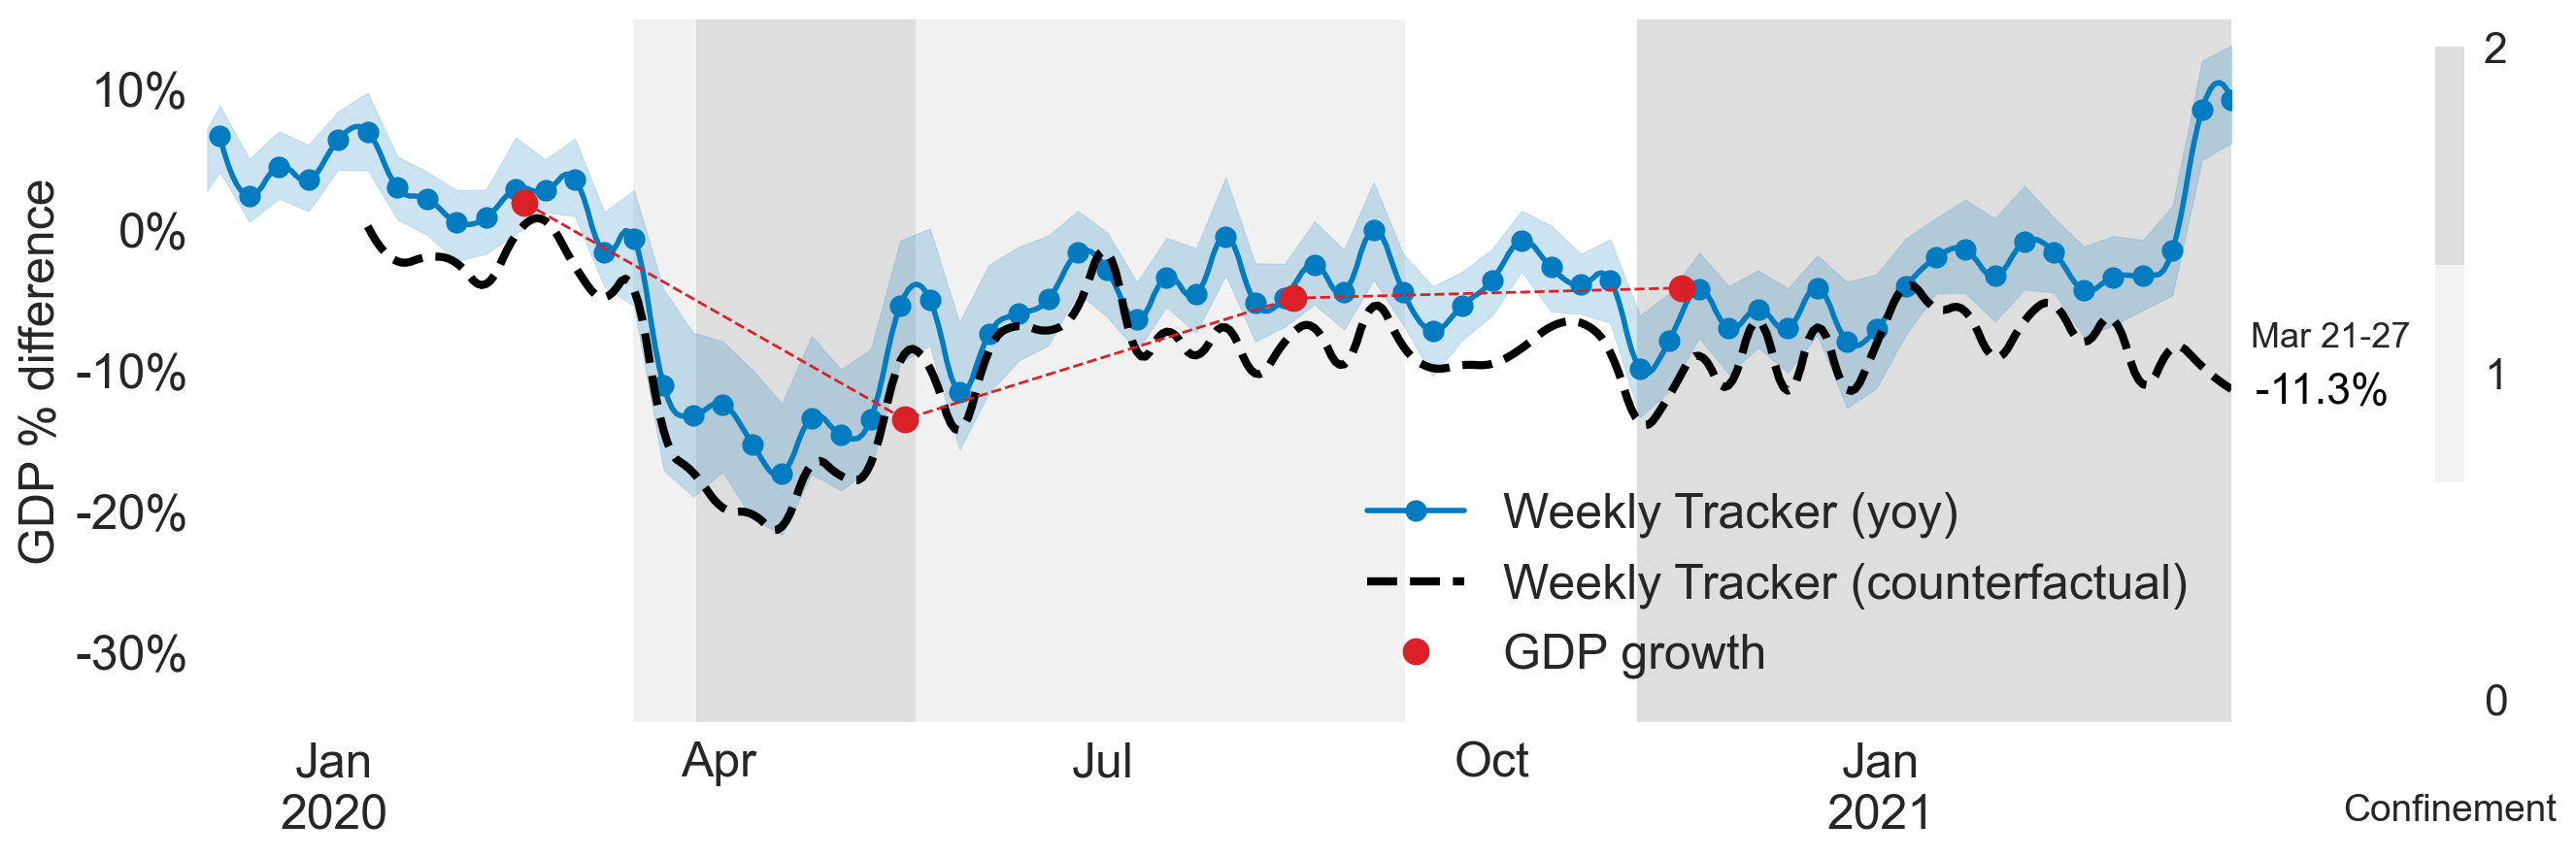 GDP % difference
10%
0%
-10%
-20%
-30%
Jan
2020
Apr
Jul
Oct
Jan
2021
Weekly Tracker (yoy)
Weekly Tracker (counterfactual)
GDP growth
Mar 21-27
-11.3%
2
1
0
Confinement